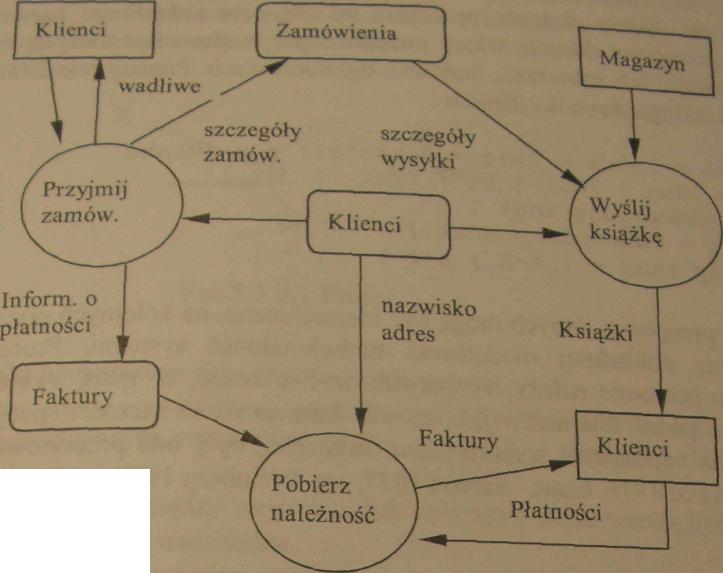 Klienci
Zamówienia
Magazyn
wadliwe
szczegóły
zamów.
szczegóły
wysyłki
Przyjmij
zamów.
Klienci
Wyślij
książkę
Inform. o
płatności
nazwisko
adres
Książki
Faktury
Faktury
Klienci
Pobierz
należność
Płatności